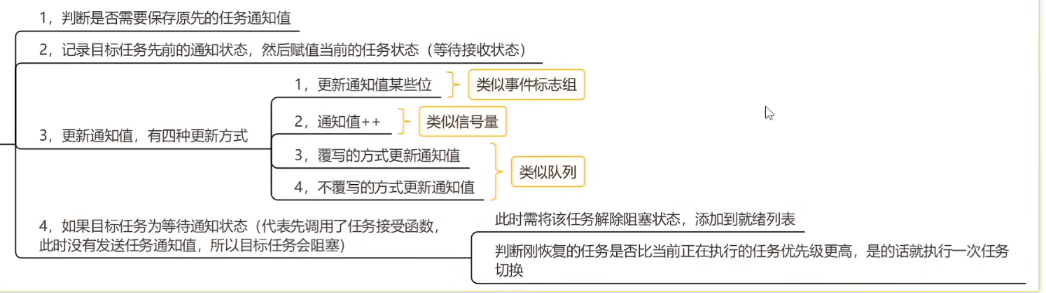 1，判断是否需要保存原先的任务通知值
2，记录目标任务先前的通知状态，然后赋值当前的任务状态（等待接收状态）
1，更新通知值某些位
类似事件标志组
2，通知值++
类似信号量
3，更新通知值，有四种更新方式
3，覆写的方式更新通知值
类似队列
4，不覆写的方式更新通知值
4，如果目标任务为等待通知状态（代表先调用了任务接受函数，
此时没有发送任务通知值，所以目标任务会阻塞）
此时需将该任务解除阻塞状态，添加到就绪列表
判断刚恢复的任务是否比当前正在执行的任务优先级更高，是的话就执行一次任务
切换